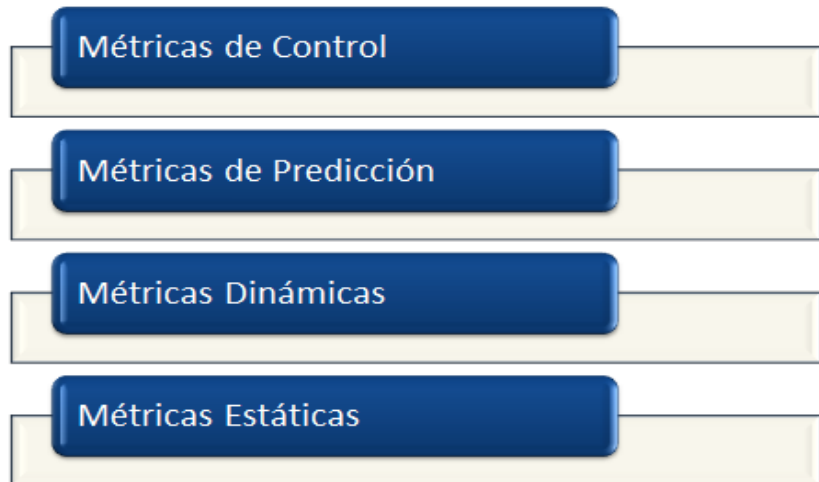 Métricas de Control
Métricas de Predicción
Métricas Dinámicas
Métricas Estáticas